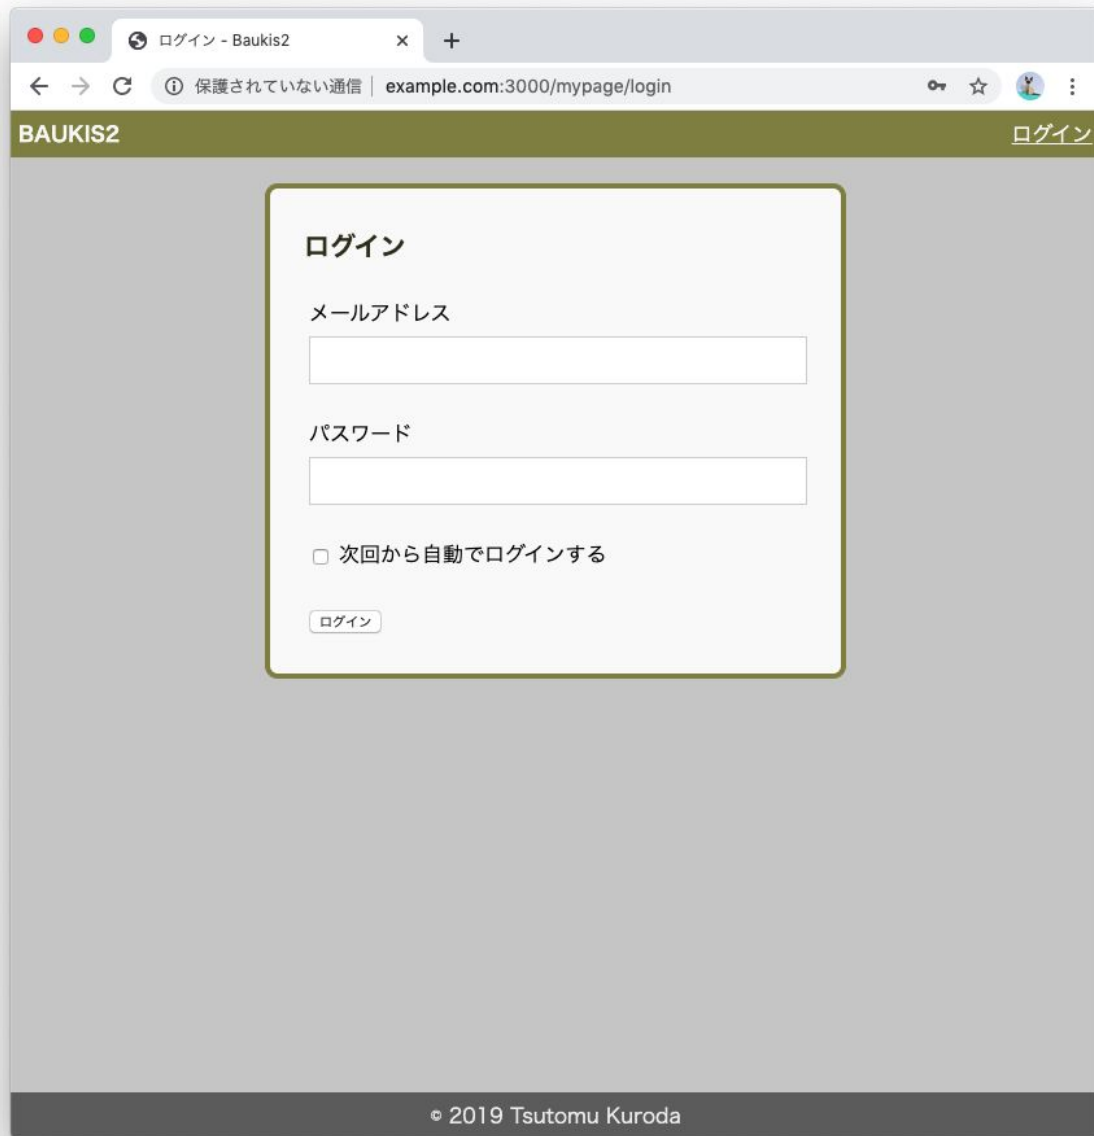 ログイン - Baukis2
保護されていない通信 example.com:3000/mypage/login
BAUKIS2
ログイン
ログイン
メールアドレス
パスワード
次回から自動でログインする
ログイン
© 2019 Tsutomu Kuroda